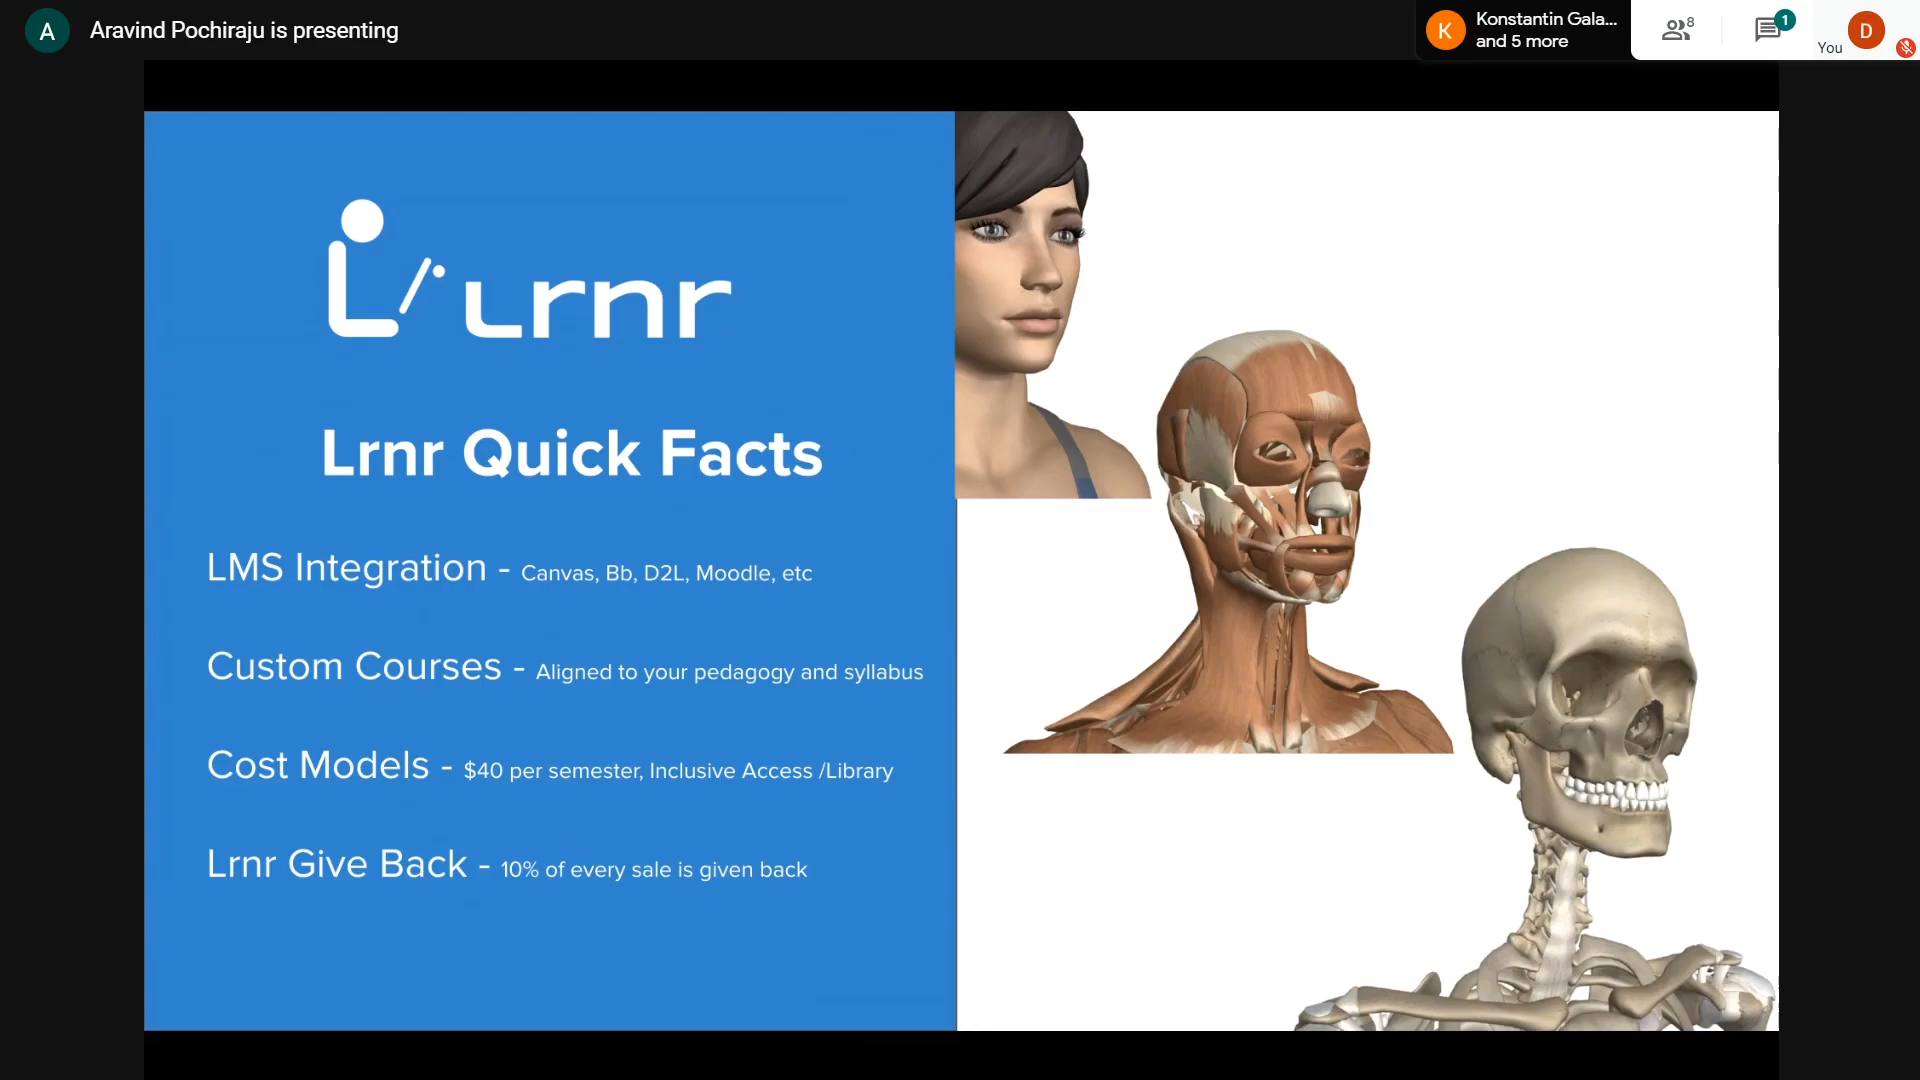 A
Aravind Pochiraju is presenting
K
Konstantin Gala...
and 5 more
8
1
You
D
Lrnr
Lrnr Quick Facts
LMS Integration - Canvas, Bb, D2L, Moodle, etc
Custom Courses - Aligned to your pedagogy and syllabus
Cost Models - $40 per semester, Inclusive Access /Library
Lrnr Give Back - 10% of every sale is given back